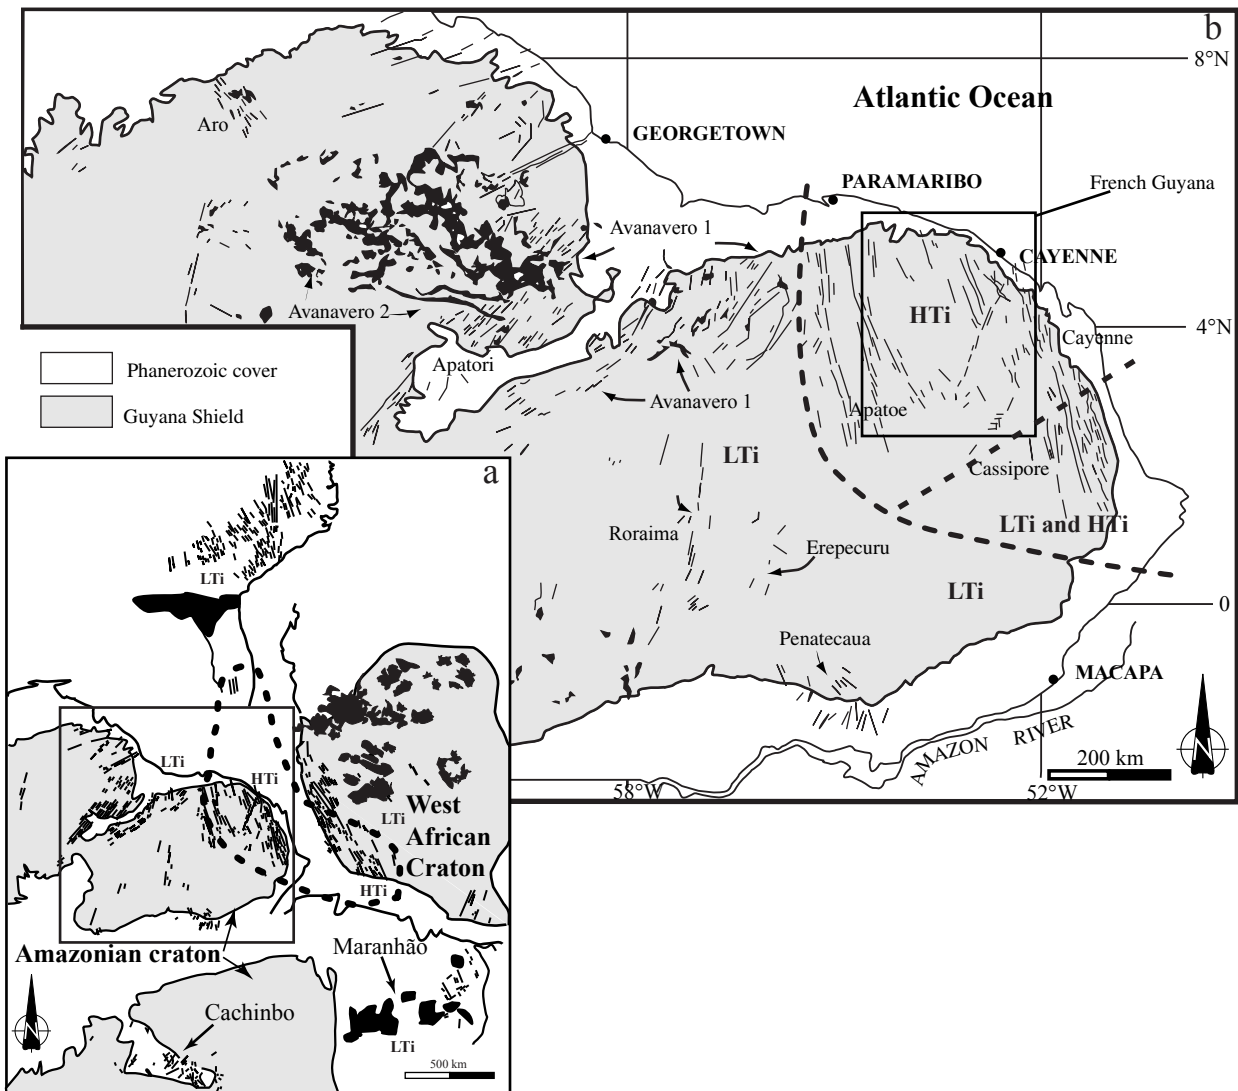 b
8°N
Atlantic Ocean
Aro
GEORGETOWN
PARAMARIBO
French Guyana
Avanavero 1
CAYENNE
Avanavero 2
HTi
4°N
Cayenne
Apatori
Phanerozoic cover
Avanavero 1
Apatoe
Guyana Shield
LTi
Cassipore
a
LTi and HTi
Roraima
Erepecuru
LTi
LTi
0
Penatecaua
MACAPA
AMAZON RIVER
200 km
58°W
52°W
LTi
HTi
LTi
West
African
Craton
HTi
Amazonian craton
Maranhão
Cachinbo
N
N
LTi
500 km